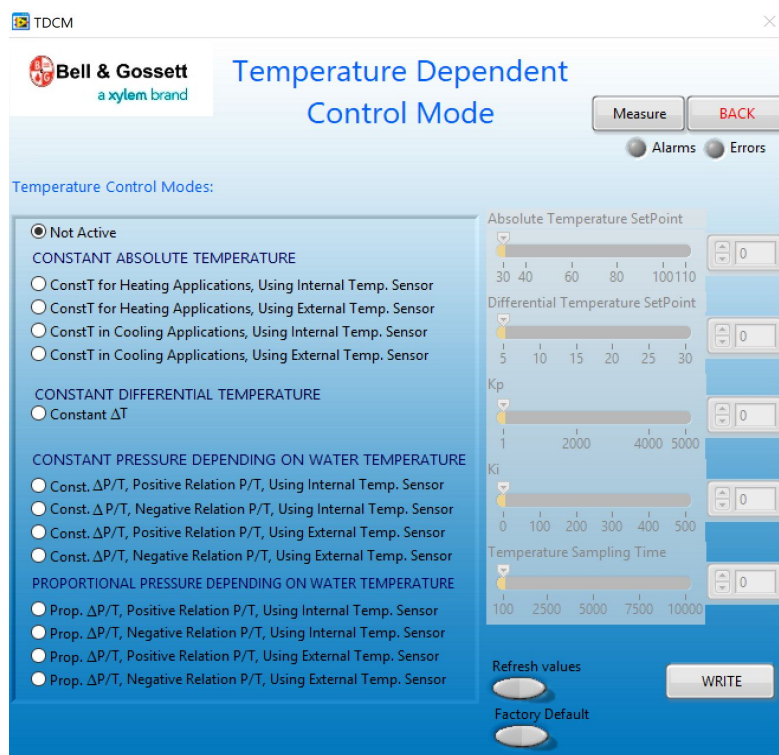 TDCM
Bell & Gossett
a xylem brand
Temperature Dependent
Control Mode
Measure
BACK
Alarms
Errors
Temperature Control Modes:
Not Active
CONSTANT ABSOLUTE TEMPERATURE
ConstT for Heating Applications, Using Internal Temp. Sensor
ConstT for Heating Applications, Using External Temp. Sensor
ConstT in Cooling Applications, Using Internal Temp. Sensor
ConstT in Cooling Applications, Using External Temp. Sensor
CONSTANT DIFFERENTIAL TEMPERATURE
Constant ΔT
CONSTANT PRESSURE DEPENDING ON WATER TEMPERATURE
Const. ΔP/T, Positive Relation P/T, Using Internal Temp. Sensor
Const. Δ P/T, Negative Relation P/T, Using Internal Temp. Sensor
Const. ΔP/T, Positive Relation P/T, Using External Temp. Sensor
Const. ΔP/T, Negative Relation P/T, Using External Temp. Sensor
PROPORTIONAL PRESSURE DEPENDING ON WATER TEMPERATURE
Prop. ΔP/T, Positive Relation P/T, Using Internal Temp. Sensor
Prop. ΔP/T, Negative Relation P/T, Using Internal Temp. Sensor
Prop. ΔP/T, Positive Relation P/T, Using External Temp. Sensor
Prop. ΔP/T, Negative Relation P/T, Using External Temp. Sensor
Absolute Temperature SetPoint
0
30 40 60 80 100 110
Differential Temperature SetPoint
0
5 10 15 20 25 30
Kp
0
1 2000 4000 5000
Ki
0
0 100 200 300 400 500
Temperature Sampling Time
0
100 2500 5000 7500 10000
Refresh values
WRITE
Factory Default